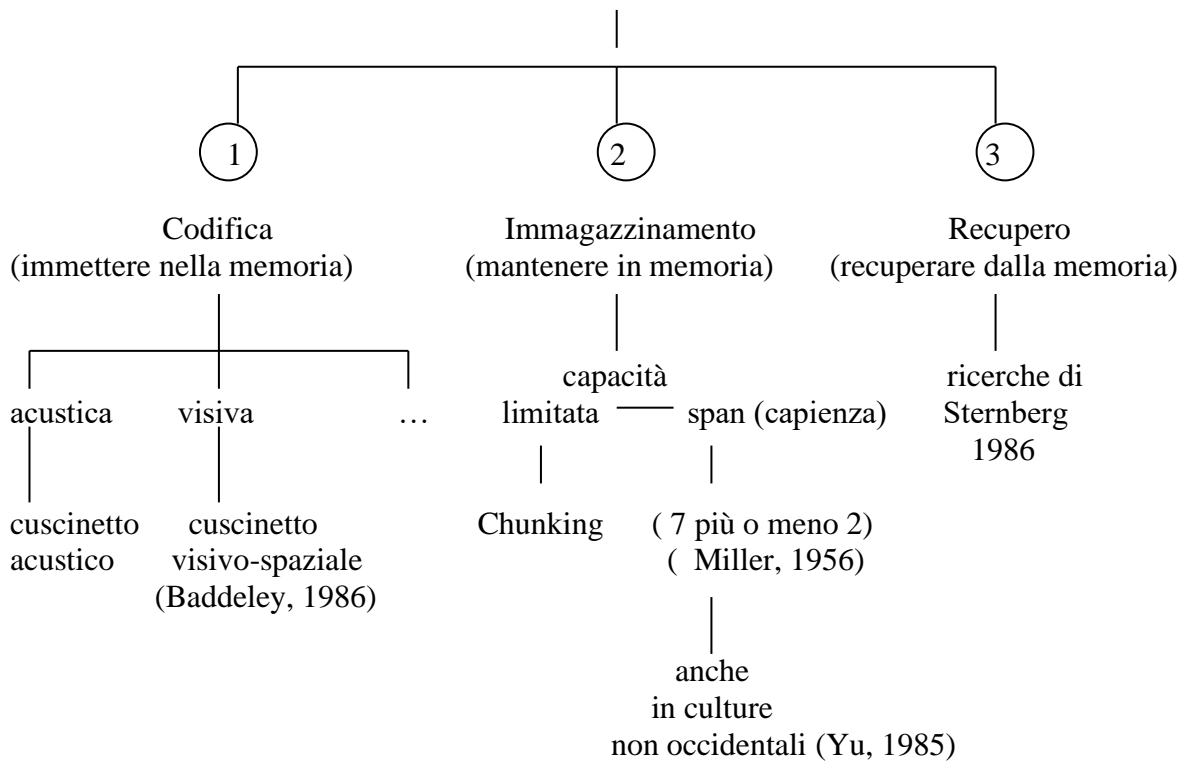 1
2
3
Codifica
(immettere nella memoria)
Immagazzinamento
(mantenere in memoria)
Recupero
(recuperare dalla memoria)
acustica
visiva
…
capacità
limitata
span (capienza)
ricerche di
Sternberg
1986
cuscinetto
acustico
cuscinetto
visivo-spaziale
(Baddeley, 1986)
Chunking
( 7 più o meno 2)
( Miller, 1956)
anche
in culture
non occidentali (Yu, 1985)